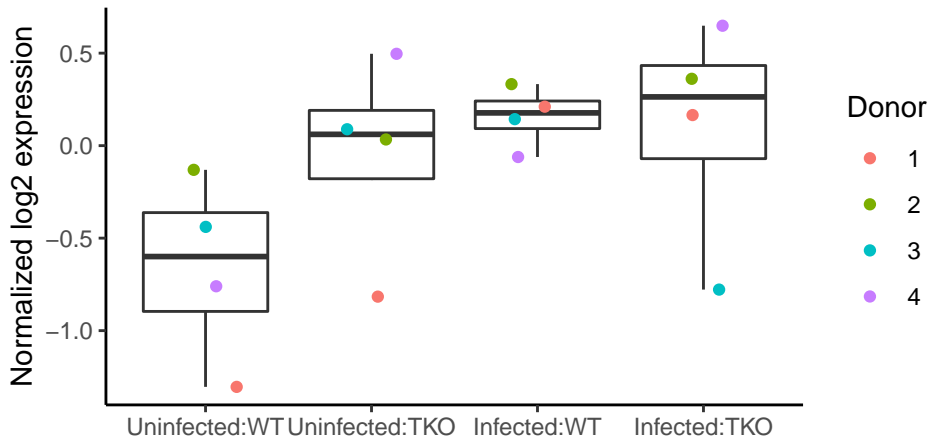 Normalized log2 expression
0.5
0.0
−0.5
−1.0
Uninfected:WT
Uninfected:TKO
Infected:WT
Infected:TKO
Donor
1
2
3
4